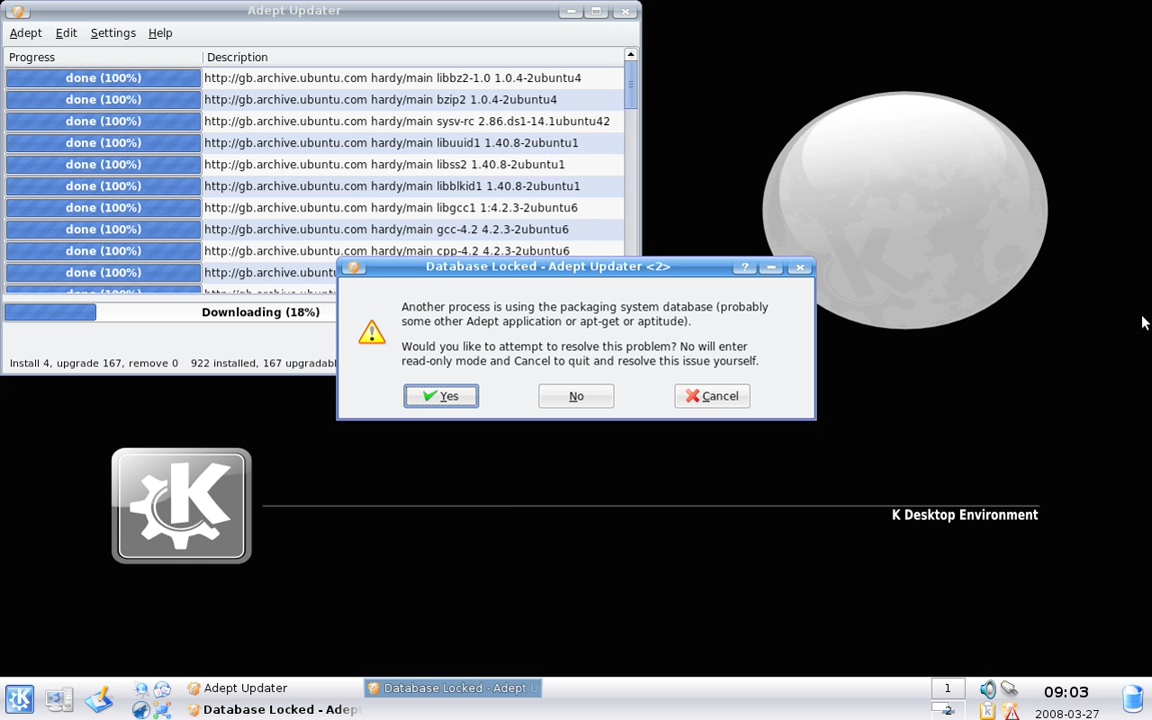 Adept Updater
Adept Edit Settings Help
Progress Description
done (100%) http://gb.archive.ubuntu.com hardy/main libbz2-1.0 1.0.4-2ubuntu4
done (100%) http://gb.archive.ubuntu.com hardy/main bzip2 1.0.4-2ubuntu4
done (100%) http://gb.archive.ubuntu.com hardy/main sysv-rc 2.86.ds1-14.1ubuntu42
done (100%) http://gb.archive.ubuntu.com hardy/main libuuid1 1.40.8-2ubuntu1
done (100%) http://gb.archive.ubuntu.com hardy/main libss2 1.40.8-2ubuntu1
done (100%) http://gb.archive.ubuntu.com hardy/main libblkid1 1.40.8-2ubuntu1
done (100%) http://gb.archive.ubuntu.com hardy/main libgcc1 1:4.2.3-2ubuntu6
done (100%) http://gb.archive.ubuntu.com hardy/main gcc-4.2 4.2.3-2ubuntu6
done (100%) http://gb.archive.ubuntu.com hardy/main cpp-4.2 4.2.3-2ubuntu6
done (100%) http://gb.archive.ubu
Downloading (18%)
Install 4, upgrade 167, remove 0 922 installed, 167 upgradabl
Database Locked - Adept Updater <2>
Another process is using the packaging system database (probably
some other Adept application or apt-get or aptitude).
Would you like to attempt to resolve this problem? No will enter
read-only mode and Cancel to quit and resolve this issue yourself.
Yes No Cancel
K Desktop Environment
Adept Updater
Database Locked - Adept U
Database Locked - Adep
1
2
09:03
2008-03-27